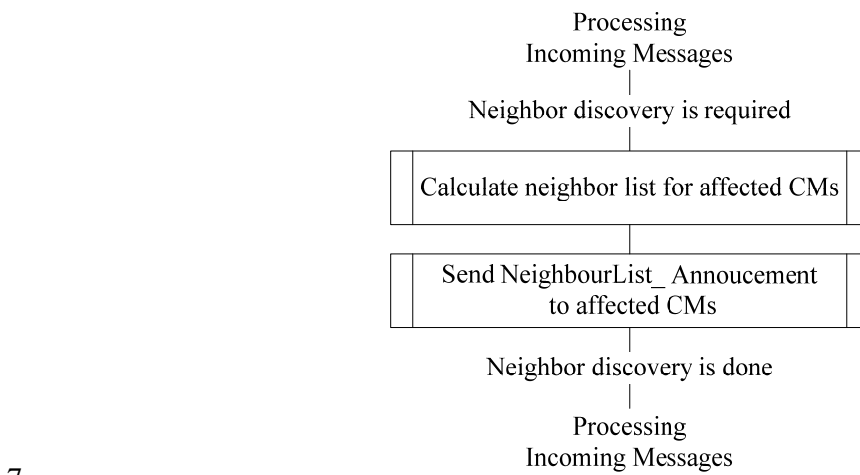 Processing
Incoming Messages
Neighbor discovery is required
Calculate neighbor list for affected CMs
Send NeighbourList_ Annoucement
to affected CMs
Neighbor discovery is done
Processing
Incoming Messages
7